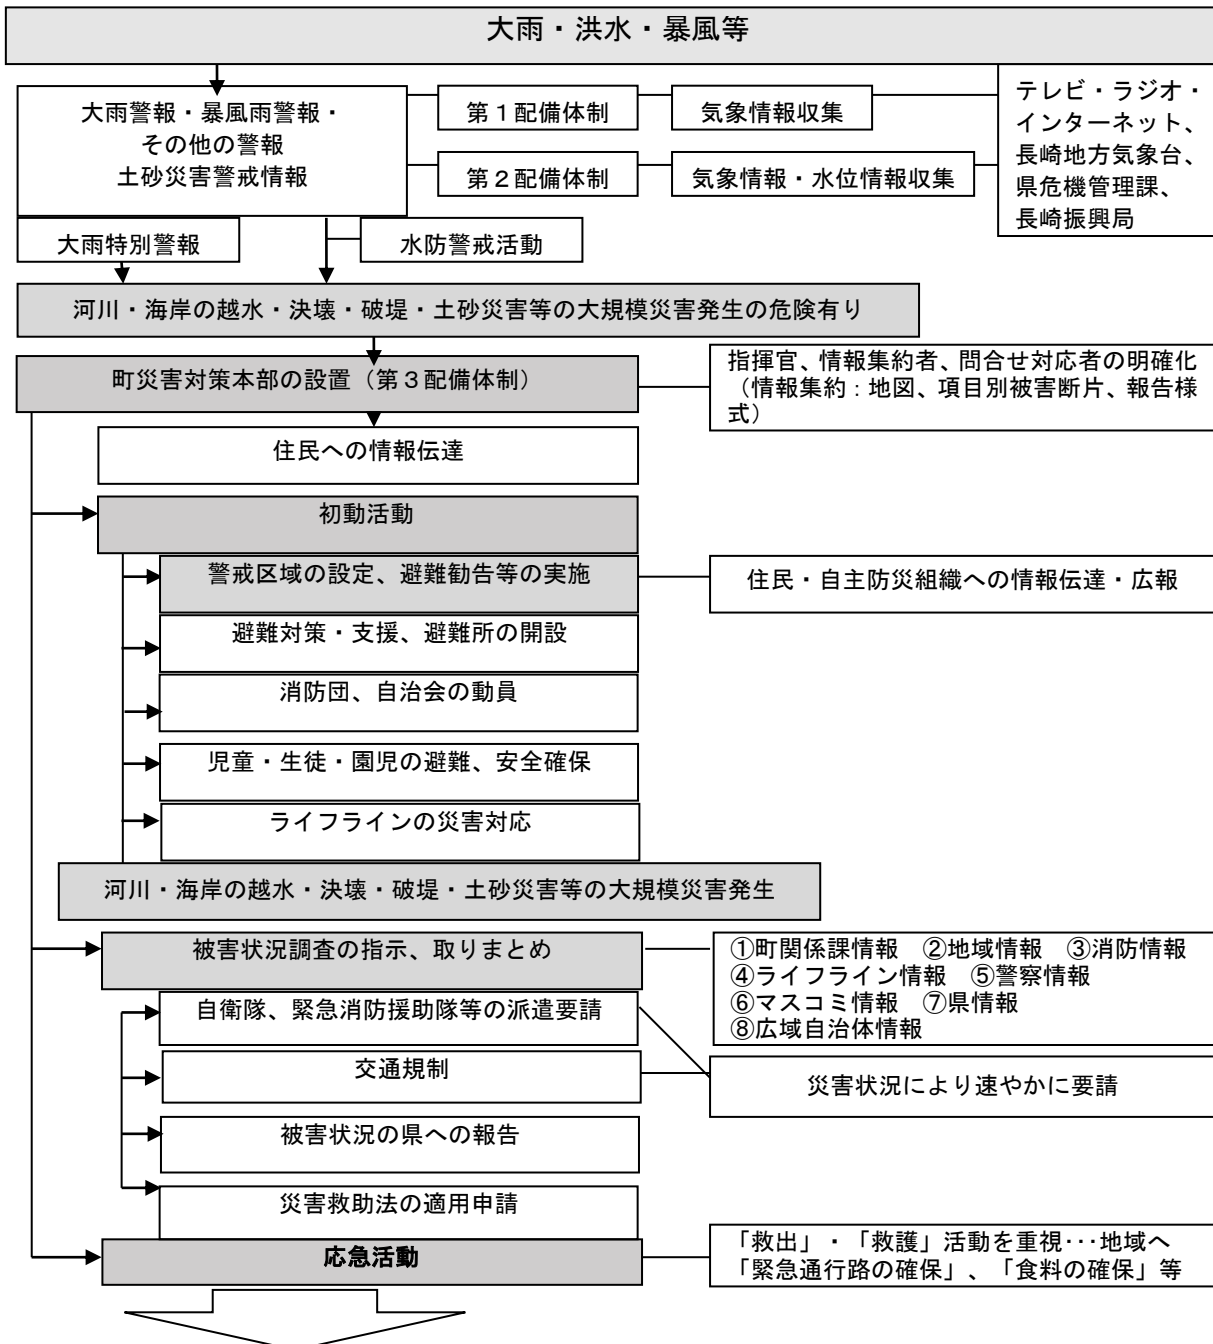 大雨・洪水・暴風等
大雨警報・暴風雨警報・
その他の警報
土砂災害警戒情報
第１配備体制
気象情報収集
第２配備体制
気象情報・水位情報収集
テレビ・ラジオ・
インターネット、
長崎地方気象台、
県危機管理課、
長崎振興局
大雨特別警報
水防警戒活動
河川・海岸の越水・決壊・破堤・土砂災害等の大規模災害発生の危険有り
町災害対策本部の設置（第３配備体制）
指揮官、情報集約者、問合せ対応者の明確化
（情報集約：地図、項目別被害断片、報告様
式）
住民への情報伝達
初動活動
警戒区域の設定、避難勧告等の実施
住民・自主防災組織への情報伝達・広報
避難対策・支援、避難所の開設
消防団、自治会の動員
児童・生徒・園児の避難、安全確保
ライフラインの災害対応
河川・海岸の越水・決壊・破堤・土砂災害等の大規模災害発生
被害状況調査の指示、取りまとめ
①町関係課情報　②地域情報　③消防情報
④ライフライン情報　⑤警察情報
⑥マスコミ情報　⑦県情報
⑧広域自治体情報
自衛隊、緊急消防援助隊等の派遣要請
交通規制
災害状況により速やかに要請
被害状況の県への報告
災害救助法の適用申請
応急活動
「救出」・「救護」活動を重視･･･地域へ
「緊急通行路の確保」、「食料の確保」等